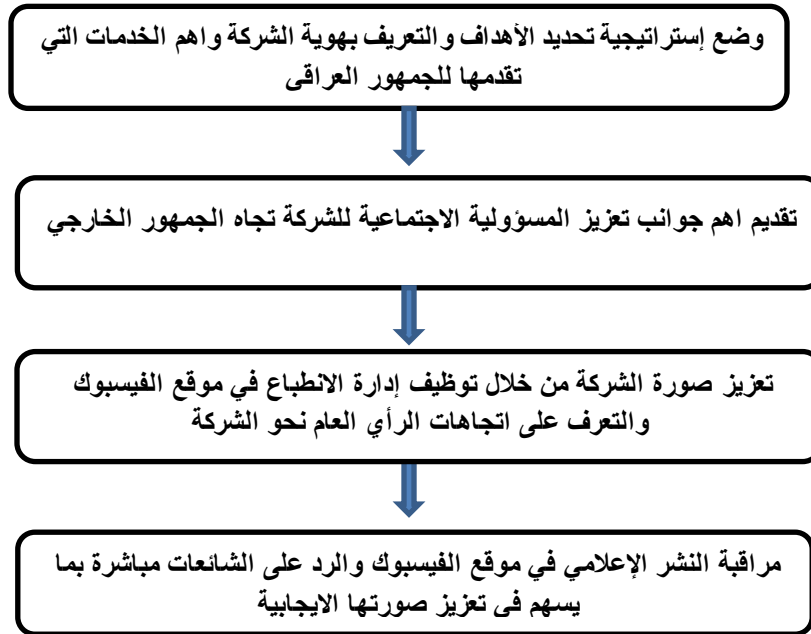 وضع إستراتيجية تحديد الأهداف والتعريف بهوية الشركة واهم الخدمات التي
تقدمها للجمهور العراقي
تقديم اهم جوانب تعزيز المسؤولية الاجتماعية للشركة تجاه الجمهور الخارجي
تعزيز صورة الشركة من خلال توظيف إدارة الانطباع في موقع الفيسبوك
والتعرف على اتجاهات الرأي العام نحو الشركة
مراقبة النشر الإعلامي في موقع الفيسبوك والرد على الشائعات مباشرة بما
يسهم في تعزيز صورتها الايجابية